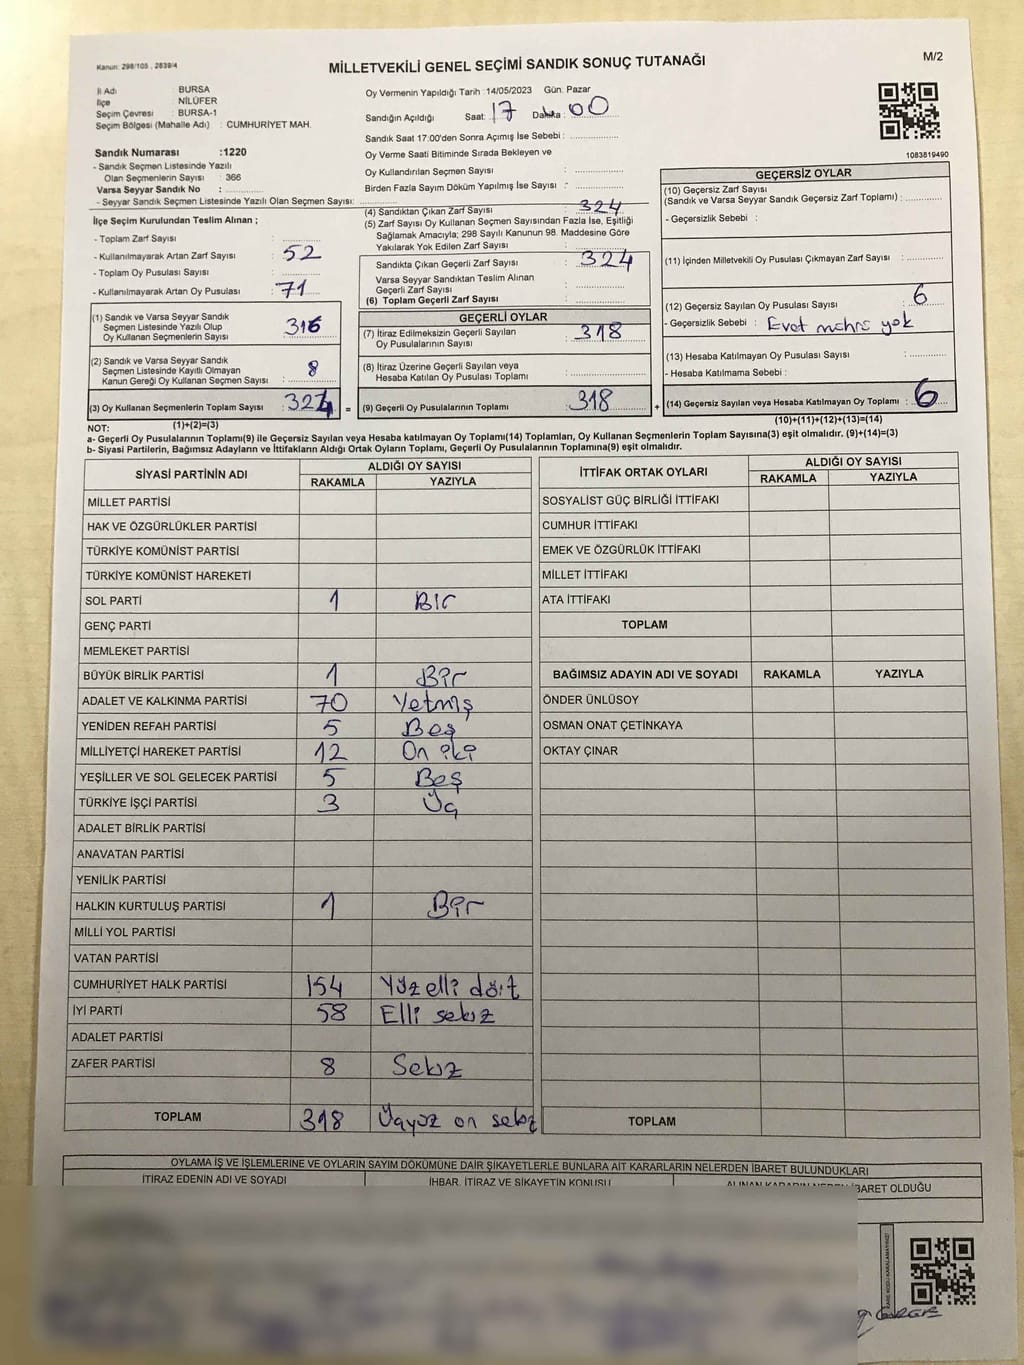 Kanun: 298/105 , 2839/4
MİLLETVEKİLİ GENEL SEÇİMİ SANDIK SONUÇ TUTANAĞI
M/2
İl Adı : BURSA
İlçe : NİLÜFER
Seçim Çevresi : BURSA-1
Seçim Bölgesi (Mahalle Adı) : CUMHURİYET MAH.
Oy Vermenin Yapıldığı Tarih :14/05/2023 Gün: Pazar
Sandığın Açıldığı Saat: 17 Dakika : 00
Sandık Saat 17:00'den Sonra Açımış İse Sebebi :
Oy Verme Saati Bitiminde Sırada Bekleyen ve
Oy Kullandırılan Seçmen Sayısı :
Birden Fazla Sayım Döküm Yapılmış İse Sayısı :
1083819490
Sandık Numarası :1220
- Sandık Seçmen Listesinde Yazılı
Olan Seçmenlerin Sayısı : 366
Varsa Seyyar Sandık No :
- Seyyar Sandık Seçmen Listesinde Yazılı Olan Seçmen Sayısı:
İlçe Seçim Kurulundan Teslim Alınan ;
- Toplam Zarf Sayısı :
- Kullanılmayarak Artan Zarf Sayısı : 52
- Toplam Oy Pusulası Sayısı :
- Kullanılmayarak Artan Oy Pusulası : 71
(1) Sandık ve Varsa Seyyar Sandık
Seçmen Listesinde Yazılı Olup
Oy Kullanan Seçmenlerin Sayısı : 316
(2) Sandık ve Varsa Seyyar Sandık
Seçmen Listesinde Kayıtlı Olmayan
Kanun Gereği Oy Kullanan Seçmen Sayısı : 8
(3) Oy Kullanan Seçmenlerin Toplam Sayısı : 324 =
(1)+(2)=(3)
(4) Sandıktan Çıkan Zarf Sayısı : 324
(5) Zarf Sayısı Oy Kullanan Seçmen Sayısından Fazla İse, Eşitliği
Sağlamak Amacıyla; 298 Sayılı Kanunun 98. Maddesine Göre
Yakılarak Yok Edilen Zarf Sayısı :
Sandıkta Çıkan Geçerli Zarf Sayısı : 324
Varsa Seyyar Sandıktan Teslim Alınan
Geçerli Zarf Sayısı :
(6) Toplam Geçerli Zarf Sayısı :
GEÇERLİ OYLAR
(7) İtiraz Edilmeksizin Geçerli Sayılan
Oy Pusulalarının Sayısı : 318
(8) İtiraz Üzerine Geçerli Sayılan veya
Hesaba Katılan Oy Pusulası Toplamı :
(9) Geçerli Oy Pusulalarının Toplamı : 318 +
GEÇERSİZ OYLAR
(10) Geçersiz Zarf Sayısı
(Sandık ve Varsa Seyyar Sandık Geçersiz Zarf Toplamı) :
- Geçersizlik Sebebi :
(11) İçinden Milletvekili Oy Pusulası Çıkmayan Zarf Sayısı :
(12) Geçersiz Sayılan Oy Pusulası Sayısı : 6
- Geçersizlik Sebebi : Evet mührü yok
(13) Hesaba Katılmayan Oy Pusulası Sayısı :
- Hesaba Katılmama Sebebi :
(14) Geçersiz Sayılan veya Hesaba Katılmayan Oy Toplamı : 6
(10)+(11)+(12)+(13)=(14)
NOT:
a- Geçerli Oy Pusulalarının Toplamı(9) ile Geçersiz Sayılan veya Hesaba katılmayan Oy Toplamı(14) Toplamları, Oy Kullanan Seçmenlerin Toplam Sayısına(3) eşit olmalıdır. (9)+(14)=(3)
b- Siyasi Partilerin, Bağımsız Adayların ve İttifakların Aldığı Ortak Oyların Toplamı, Geçerli Oy Pusulalarının Toplamına(9) eşit olmalıdır.
SİYASİ PARTİNİN ADI
ALDIĞI OY SAYISI
RAKAMLA YAZIYLA
MİLLET PARTİSİ
HAK VE ÖZGÜRLÜKLER PARTİSİ
TÜRKİYE KOMÜNİST PARTİSİ
TÜRKİYE KOMÜNİST HAREKETİ
SOL PARTİ 1 BIr
GENÇ PARTİ
MEMLEKET PARTİSİ
BÜYÜK BİRLİK PARTİSİ 1 Bir
ADALET VE KALKINMA PARTİSİ 70 Yetmiş
YENİDEN REFAH PARTİSİ 5 Beş
MİLLİYETÇİ HAREKET PARTİSİ 12 On iki
YEŞİLLER VE SOL GELECEK PARTİSİ 5 Beş
TÜRKİYE İŞÇİ PARTİSİ 3 Üç
ADALET BİRLİK PARTİSİ
ANAVATAN PARTİSİ
YENİLİK PARTİSİ
HALKIN KURTULUŞ PARTİSİ 1 Bir
MİLLİ YOL PARTİSİ
VATAN PARTİSİ
CUMHURİYET HALK PARTİSİ 154 Yüz elli dört
İYİ PARTİ 58 Elli sekiz
ADALET PARTİSİ
ZAFER PARTİSİ 8 Sekiz
TOPLAM 318 Üçyüz on sekiz
İTTİFAK ORTAK OYLARI
ALDIĞI OY SAYISI
RAKAMLA YAZIYLA
SOSYALİST GÜÇ BİRLİĞİ İTTİFAKI
CUMHUR İTTİFAKI
EMEK VE ÖZGÜRLÜK İTTİFAKI
MİLLET İTTİFAKI
ATA İTTİFAKI
TOPLAM
BAĞIMSIZ ADAYIN ADI VE SOYADI RAKAMLA YAZIYLA
ÖNDER ÜNLÜSOY
OSMAN ONAT ÇETİNKAYA
OKTAY ÇINAR
TOPLAM
OYLAMA İŞ VE İŞLEMLERİNE VE OYLARIN SAYIM DÖKÜMÜNE DAİR ŞİKAYETLERLE BUNLARA AİT KARARLARIN NELERDEN İBARET BULUNDUKLARI
İTİRAZ EDENİN ADI VE SOYADI
İHBAR, İTİRAZ VE ŞİKAYETİN KONUSU
ALINAN KARARIN NEDEN İBARET OLDUĞU